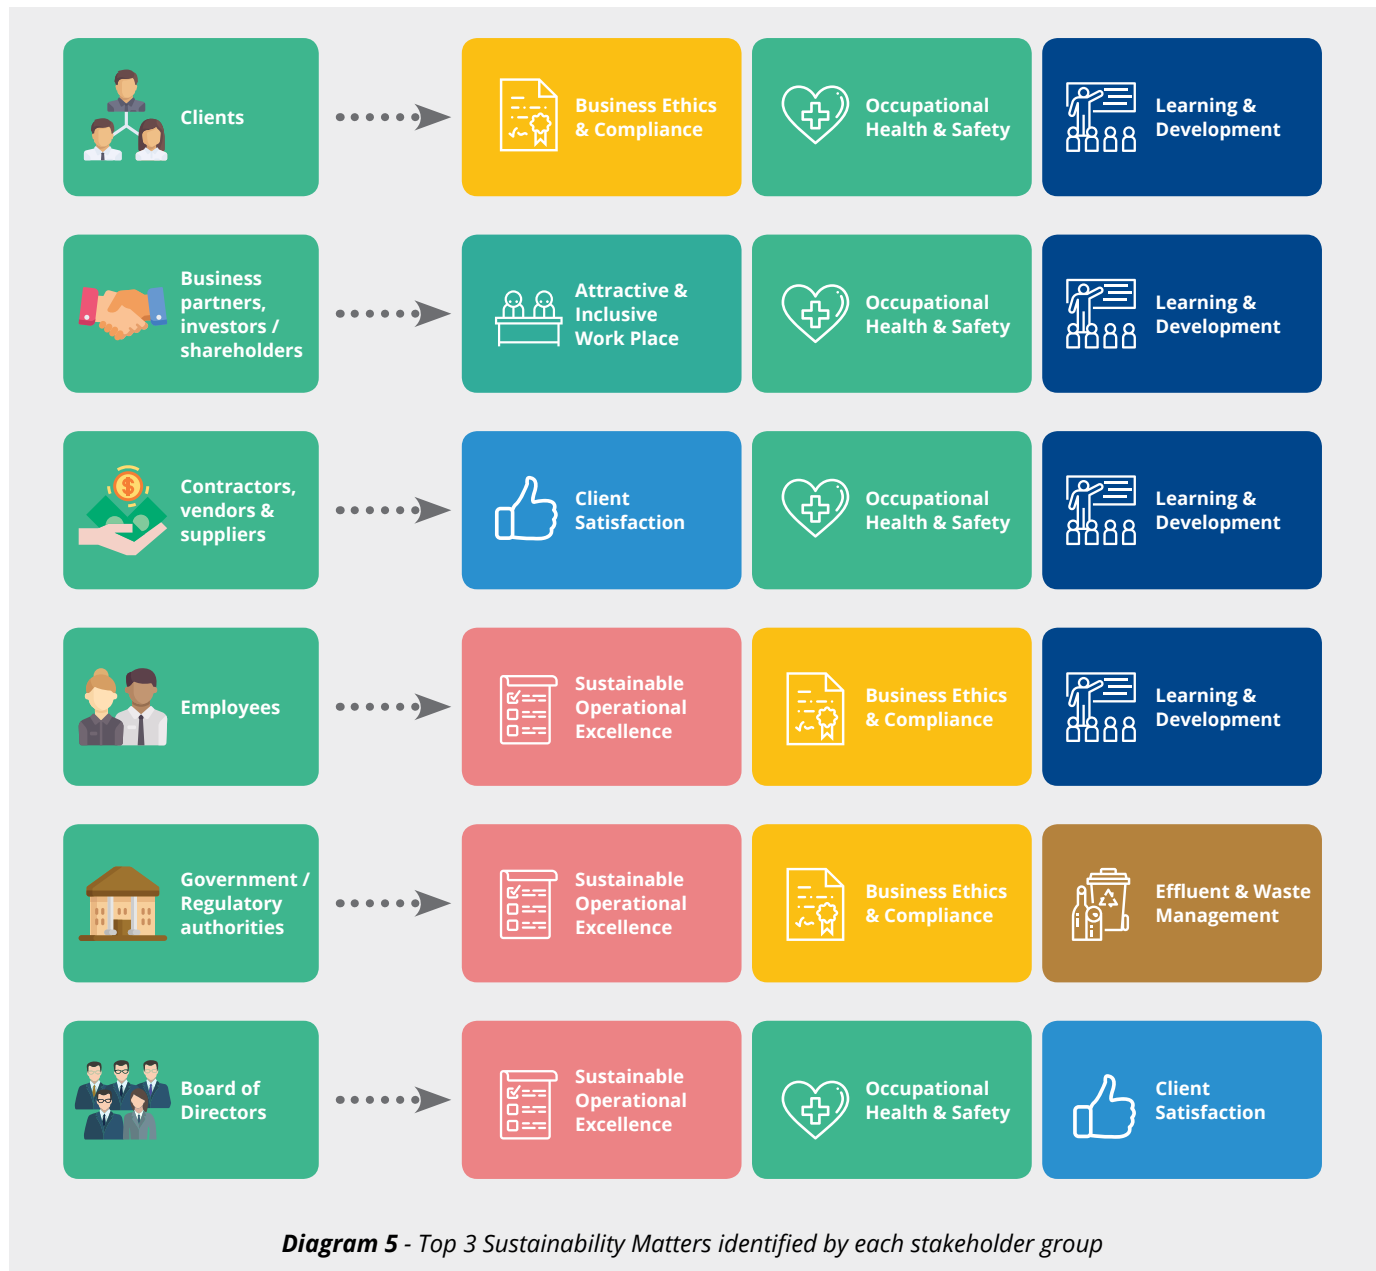 Clients
Business Ethics
& Compliance
Occupational
Health & Safety
Learning &
Development
Business
partners,
investors /
shareholders
Attractive &
Inclusive
Work Place
Occupational
Health & Safety
Learning &
Development
Contractors,
vendors &
suppliers
Client
Satisfaction
Occupational
Health & Safety
Learning &
Development
Employees
Sustainable
Operational
Excellence
Business Ethics
& Compliance
Learning &
Development
Government /
Regulatory
authorities
Sustainable
Operational
Excellence
Business Ethics
& Compliance
Effluent & Waste
Management
Board of
Directors
Sustainable
Operational
Excellence
Occupational
Health & Safety
Client
Satisfaction
Diagram 5 - Top 3 Sustainability Matters identified by each stakeholder group